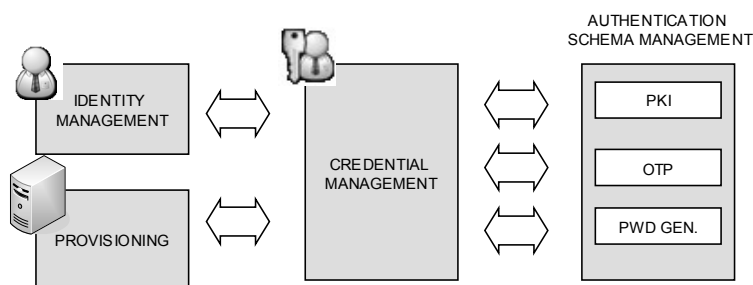 AUTHENTICATION
SCHEMA MANAGEMENT
IDENTITY
MANAGEMENT
PKI
CREDENTIAL
MANAGEMENT
OTP
PROVISIONING
PWD GEN.